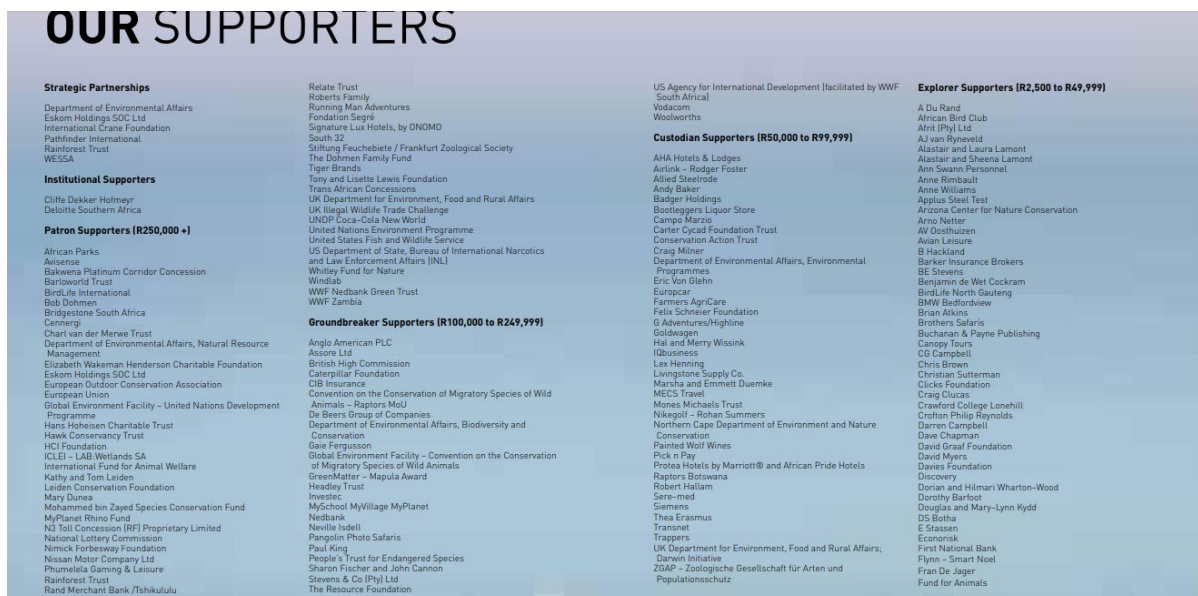 OUR SUPPORTERS
Strategic Partnerships
Department of Environmental Affairs
Eskom Holdings SOC Ltd
International Crane Foundation
Pathfinder International
Rainforest Trust
WESSA
Institutional Supporters
Cliffe Dekker Hofmeyr
Deloitte Southern Africa
Patron Supporters (R250,000 +)
African Parks
Avisense
Bakwena Platinum Corridor Concession
Barloworld Trust
BirdLife International
Bob Dohmen
Bridgestone South Africa
Cennergi
Charl van der Merwe Trust
Department of Environmental Affairs, Natural Resource
Management
Elizabeth Wakeman Henderson Charitable Foundation
Eskom Holdings SOC Ltd
European Outdoor Conservation Association
European Union
Global Environment Facility – United Nations Development
Programme
Hans Hoheisen Charitable Trust
Hawk Conservancy Trust
HCI Foundation
ICLEI – LAB:Wetlands SA
International Fund for Animal Welfare
Kathy and Tom Leiden
Leiden Conservation Foundation
Mary Dunea
Mohammed bin Zayed Species Conservation Fund
MyPlanet Rhino Fund
N3 Toll Concession (RF) Proprietary Limited
National Lottery Commission
Nimick Forbesway Foundation
Nissan Motor Company Ltd
Phumelela Gaming & Leisure
Rainforest Trust
Rand Merchant Bank /Tshikululu
Relate Trust
Roberts Family
Running Man Adventures
Fondation Segré
Signature Lux Hotels, by ONOMO
South 32
Stiftung Feuchebiete / Frankfurt Zoological Society
The Dohmen Family Fund
Tiger Brands
Tony and Lisette Lewis Foundation
Trans African Concessions
UK Department for Environment, Food and Rural Affairs
UK Illegal Wildlife Trade Challenge
UNDP Coca-Cola New World
United Nations Environment Programme
United States Fish and Wildlife Service
US Department of State, Bureau of International Narcotics
and Law Enforcement Affairs (INL)
Whitley Fund for Nature
Windlab
WWF Nedbank Green Trust
WWF Zambia
Groundbreaker Supporters (R100,000 to R249,999)
Anglo American PLC
Assore Ltd
British High Commission
Caterpillar Foundation
CIB Insurance
Convention on the Conservation of Migratory Species of Wild
Animals – Raptors MoU
De Beers Group of Companies
Department of Environmental Affairs, Biodiversity and
Conservation
Gaie Fergusson
Global Environment Facility – Convention on the Conservation
of Migratory Species of Wild Animals
GreenMatter – Mapula Award
Headley Trust
Investec
MySchool MyVillage MyPlanet
Nedbank
Neville Isdell
Pangolin Photo Safaris
Paul King
People's Trust for Endangered Species
Sharon Fischer and John Cannon
Stevens & Co (Pty) Ltd
The Resource Foundation
US Agency for International Development (facilitated by WWF
South Africa)
Vodacom
Woolworths
Custodian Supporters (R50,000 to R99,999)
AHA Hotels & Lodges
Airlink – Rodger Foster
Allied Steelrode
Andy Baker
Badger Holdings
Bootleggers Liquor Store
Campo Marzio
Carter Cycad Foundation Trust
Conservation Action Trust
Craig Milner
Department of Environmental Affairs, Environmental
Programmes
Eric Von Glehn
Europcar
Farmers AgriCare
Felix Schneier Foundation
G Adventures/Highline
Goldwagen
Hal and Merry Wissink
IQbusiness
Lex Henning
Livingstone Supply Co.
Marsha and Emmett Duemke
MECS Travel
Mones Michaels Trust
Nikegolf – Rohan Summers
Northern Cape Department of Environment and Nature
Conservation
Painted Wolf Wines
Pick n Pay
Protea Hotels by Marriott® and African Pride Hotels
Raptors Botswana
Robert Hallam
Sere-med
Siemens
Thea Erasmus
Transnet
Trappers
UK Department for Environment, Food and Rural Affairs;
Darwin Initiative
ZGAP – Zoologische Gesellschaft für Arten und
Populationsschutz
Explorer Supporters (R2,500 to R49,999)
A Du Rand
African Bird Club
Afrit (Pty) Ltd
AJ van Ryneveld
Alastair and Laura Lamont
Alastair and Sheena Lamont
Ann Swann Personnel
Anne Rimbault
Anne Williams
Applus Steel Test
Arizona Center for Nature Conservation
Arno Netter
AV Oosthuizen
Avian Leisure
B Hackland
Barker Insurance Brokers
BE Stevens
Benjamin de Wet Cockram
BirdLife North Gauteng
BMW Bedfordview
Brian Atkins
Brothers Safaris
Buchanan & Payne Publishing
Canopy Tours
CG Campbell
Chris Brown
Christian Sutterman
Clicks Foundation
Craig Clucas
Crawford College Lonehill
Crofton Philip Reynolds
Darren Campbell
Dave Chapman
David Graaf Foundation
David Myers
Davies Foundation
Discovery
Dorian and Hilmari Wharton-Wood
Dorothy Barfoot
Douglas and Mary-Lynn Kydd
DS Botha
E Stassen
Econorisk
First National Bank
Flynn – Smart Noel
Fran De Jager
Fund for Animals